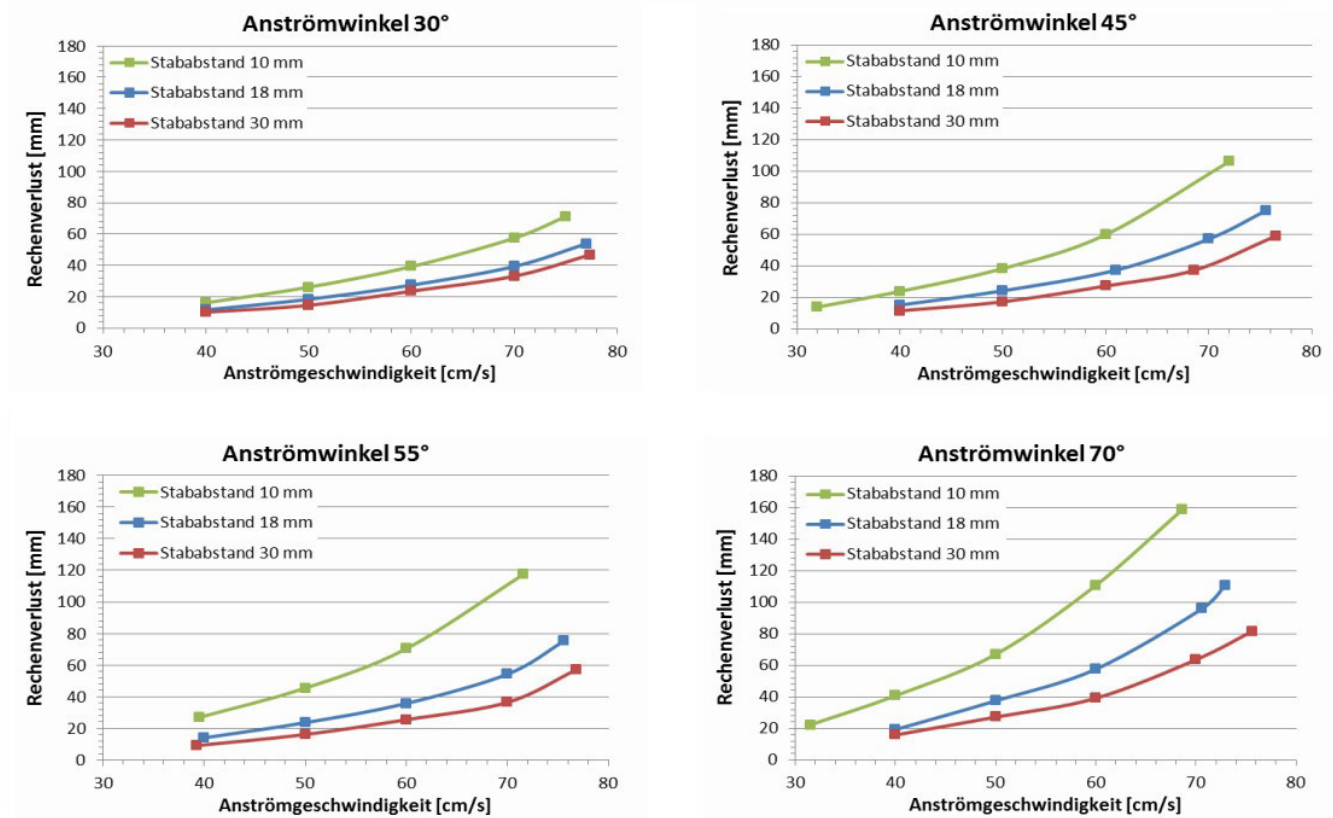 Anströmwinkel 30°
Rechenverlust [mm]
180
160
140
120
100
80
60
40
20
0
Stababstand 10 mm
Stababstand 18 mm
Stababstand 30 mm
30 40 50 60 70 80
Anströmgeschwindigkeit [cm/s]
Anströmwinkel 45°
Rechenverlust [mm]
180
160
140
120
100
80
60
40
20
0
Stababstand 10 mm
Stababstand 18 mm
Stababstand 30 mm
30 40 50 60 70 80
Anströmgeschwindigkeit [cm/s]
Anströmwinkel 55°
Rechenverlust [mm]
180
160
140
120
100
80
60
40
20
0
Stababstand 10 mm
Stababstand 18 mm
Stababstand 30 mm
30 40 50 60 70 80
Anströmgeschwindigkeit [cm/s]
Anströmwinkel 70°
Rechenverlust [mm]
180
160
140
120
100
80
60
40
20
0
Stababstand 10 mm
Stababstand 18 mm
Stababstand 30 mm
30 40 50 60 70 80
Anströmgeschwindigkeit [cm/s]